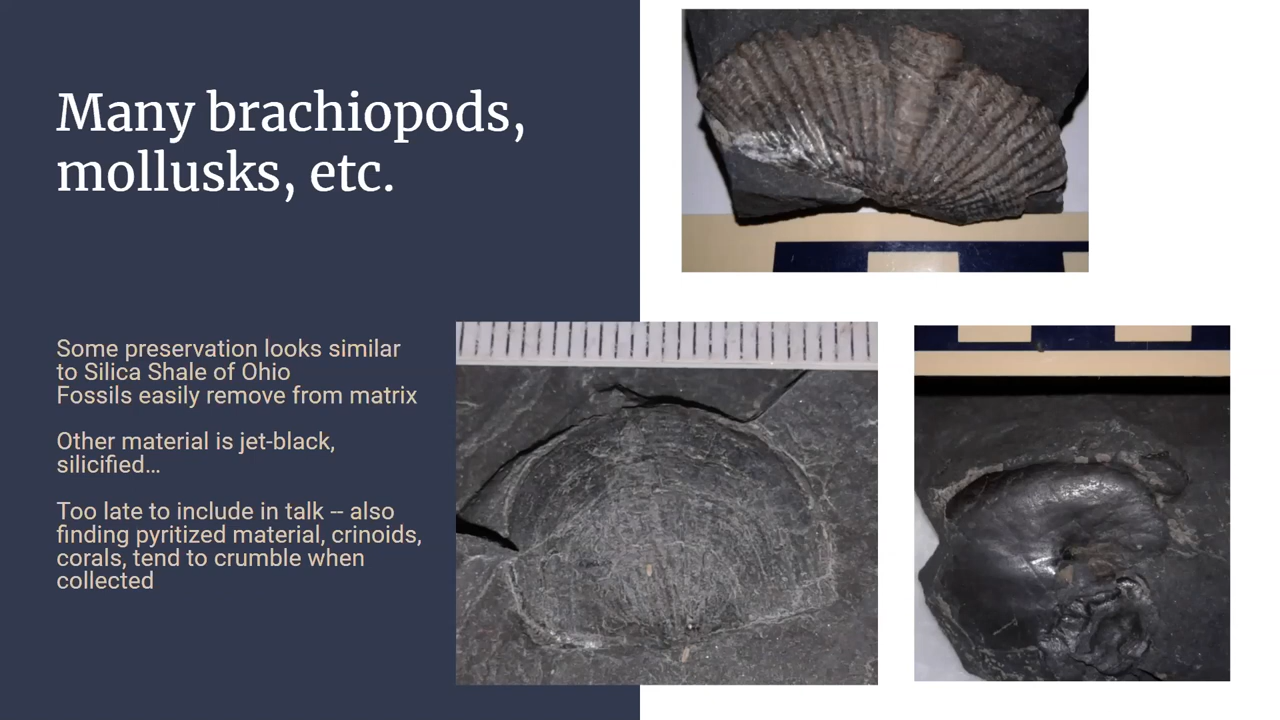 Many brachiopods,
mollusks, etc.
Some preservation looks similar
to Silica Shale of Ohio
Fossils easily remove from matrix
Other material is jet-black,
silicified…
Too late to include in talk -- also
finding pyritized material, crinoids,
corals, tend to crumble when
collected